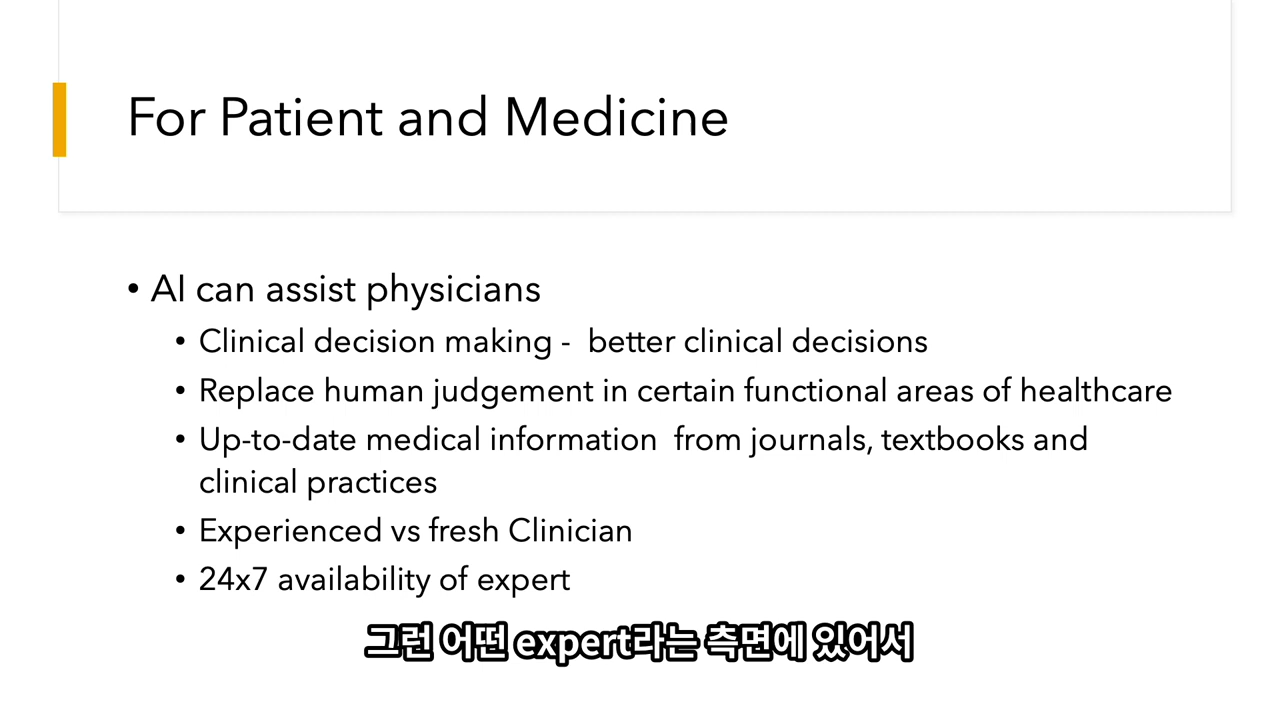 For Patient and Medicine
• AI can assist physicians
• Clinical decision making -  better clinical decisions
• Replace human judgement in certain functional areas of healthcare
• Up-to-date medical information  from journals, textbooks and
clinical practices
• Experienced vs fresh Clinician
• 24x7 availability of expert
그런 어떤 expert라는 측면에 있어서